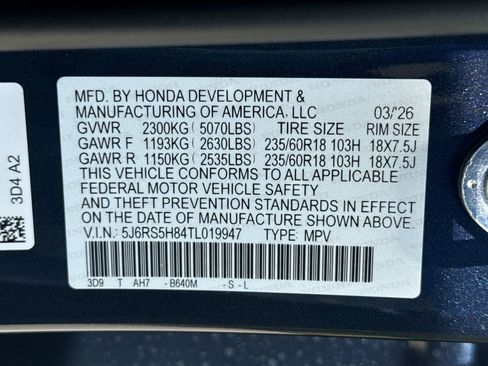 MFD. BY HONDA DEVELOPMENT &
MANUFACTURING OF AMERICA, LLC 03/'26
GVWR 2300KG (5070LBS) TIRE SIZE RIM SIZE
GAWR F 1193KG (2630LBS) 235/60R18 103H 18X7.5J
GAWR R 1150KG (2535LBS) 235/60R18 103H 18X7.5J
THIS VEHICLE CONFORMS TO ALL APPLICABLE
FEDERAL MOTOR VEHICLE SAFETY
AND THEFT PREVENTION STANDARDS IN EFFECT
ON THE DATE OF MANUFACTURE SHOWN ABOVE.
V.I.N.: 5J6RS5H84TL019947 TYPE: MPV
3D9 T AH7 -B640M -S-L
3D4 A2